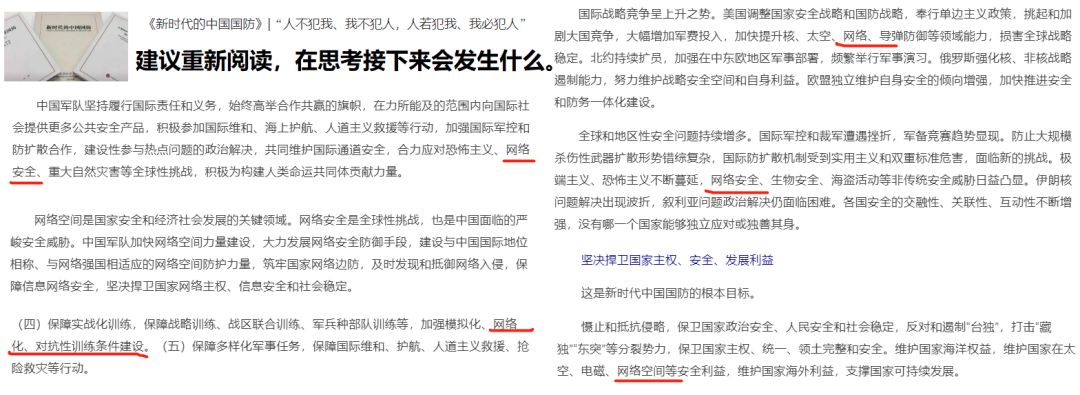 新时代的中国国防
《新时代的中国国防》|“人不犯我、我不犯人，人若犯我、我必犯人”
建议重新阅读，在思考接下来会发生什么。
中国军队坚持履行国际责任和义务，始终高举合作共赢的旗帜，在力所能及的范围内向国际社
会提供更多公共安全产品，积极参加国际维和、海上护航、人道主义救援等行动，加强国际军控和
防扩散合作，建设性参与热点问题的政治解决，共同维护国际通道安全，合力应对恐怖主义、网络
安全、重大自然灾害等全球性挑战，积极为构建人类命运共同体贡献力量。
网络空间是国家安全和经济社会发展的关键领域。网络安全是全球性挑战，也是中国面临的严
峻安全威胁。中国军队加快网络空间力量建设，大力发展网络安全防御手段，建设与中国国际地位
相称、与网络强国相适应的网络空间防护力量，筑牢国家网络边防，及时发现和抵御网络入侵，保
障信息网络安全，坚决捍卫国家网络主权、信息安全和社会稳定。
（四）保障实战化训练，保障战略训练、战区联合训练、军兵种部队训练等，加强模拟化、网络
化、对抗性训练条件建设。（五）保障多样化军事任务，保障国际维和、护航、人道主义救援、抢
险救灾等行动。
国际战略竞争呈上升之势。美国调整国家安全战略和国防战略，奉行单边主义政策，挑起和加
剧大国竞争，大幅增加军费投入，加快提升核、太空、网络、导弹防御等领域能力，损害全球战略
稳定。北约持续扩员，加强在中东欧地区军事部署，频繁举行军事演习。俄罗斯强化核、非核战略
遏制能力，努力维护战略安全空间和自身利益。欧盟独立维护自身安全的倾向增强，加快推进安全
和防务一体化建设。
全球和地区性安全问题持续增多。国际军控和裁军遭遇挫折，军备竞赛趋势显现。防止大规模
杀伤性武器扩散形势错综复杂，国际防扩散机制受到实用主义和双重标准危害，面临新的挑战。极
端主义、恐怖主义不断蔓延，网络安全、生物安全、海盗活动等非传统安全威胁日益凸显。伊朗核
问题解决出现波折，叙利亚问题政治解决仍面临困难。各国安全的交融性、关联性、互动性不断增
强，没有哪一个国家能够独立应对或独善其身。
坚决捍卫国家主权、安全、发展利益
这是新时代中国国防的根本目标。
慑止和抵抗侵略，保卫国家政治安全、人民安全和社会稳定，反对和遏制“台独”，打击“藏
独”“东突”等分裂势力，保卫国家主权、统一、领土完整和安全。维护国家海洋权益，维护国家在太
空、电磁、网络空间等安全利益，维护国家海外利益，支撑国家可持续发展。